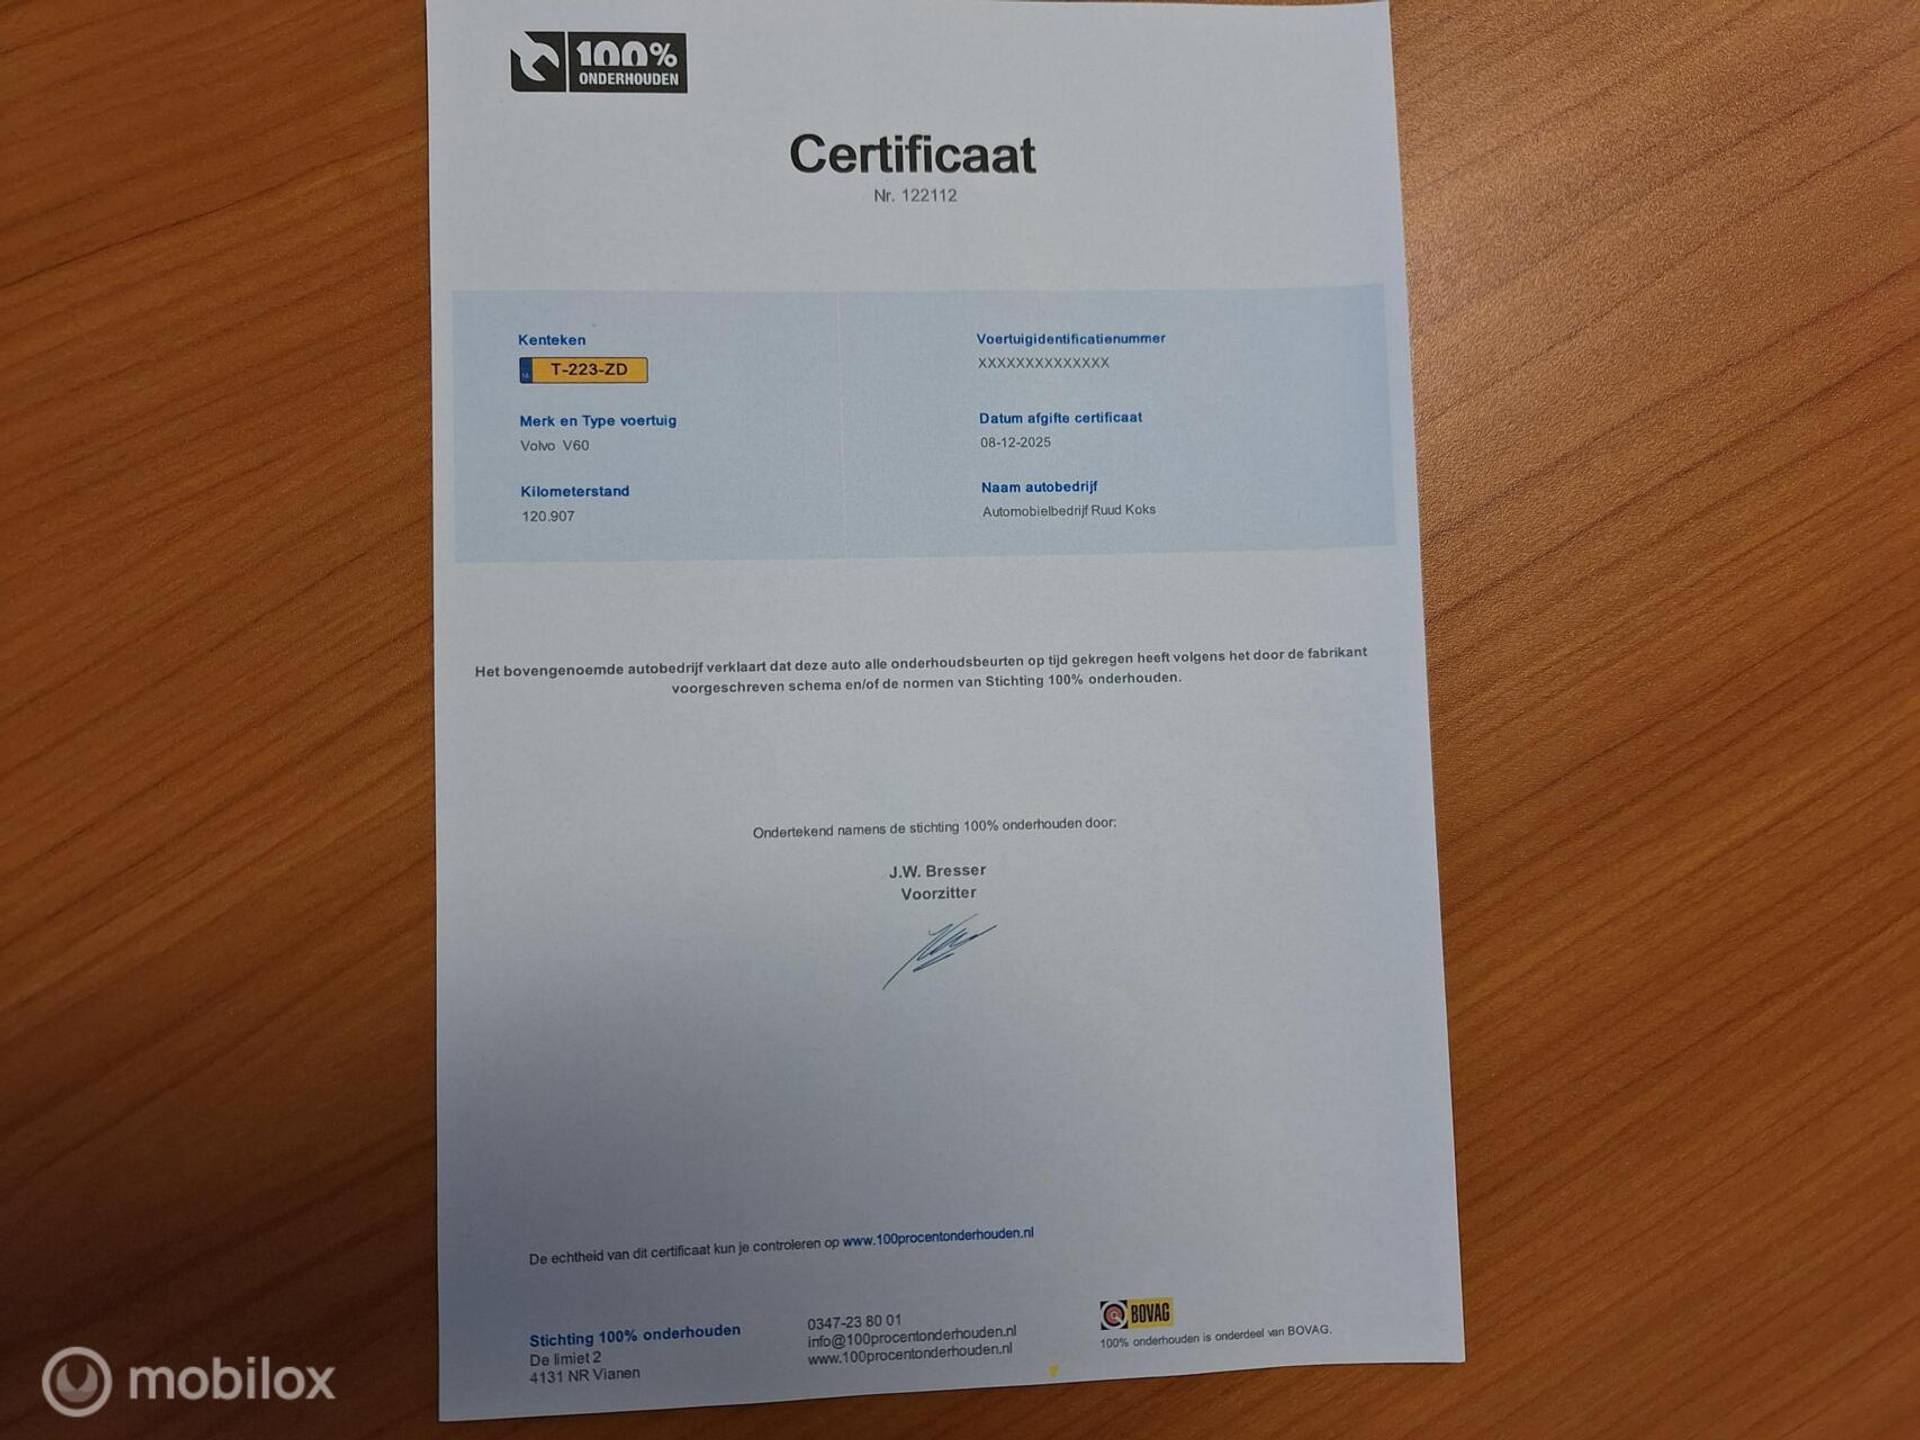 100%
ONDERHOUDEN
Certificaat
Nr. 122112
Kenteken
NL
T-223-ZD
Voertuigidentificatienummer
XXXXXXXXXXXXXX
Merk en Type voertuig
Volvo V60
Datum afgifte certificaat
08-12-2025
Kilometerstand
120.907
Naam autobedrijf
Automobielbedrijf Ruud Koks
Het bovengenoemde autobedrijf verklaart dat deze auto alle onderhoudsbeurten op tijd gekregen heeft volgens het door de fabrikant
voorgeschreven schema en/of de normen van Stichting 100% onderhouden.
Ondertekend namens de stichting 100% onderhouden door:
J.W. Bresser
Voorzitter
De echtheid van dit certificaat kun je controleren op www.100procentonderhouden.nl
Stichting 100% onderhouden
De limiet 2
4131 NR Vianen
0347-23 80 01
info@100procentonderhouden.nl
www.100procentonderhouden.nl
BOVAG
100% onderhouden is onderdeel van BOVAG.
mobilox